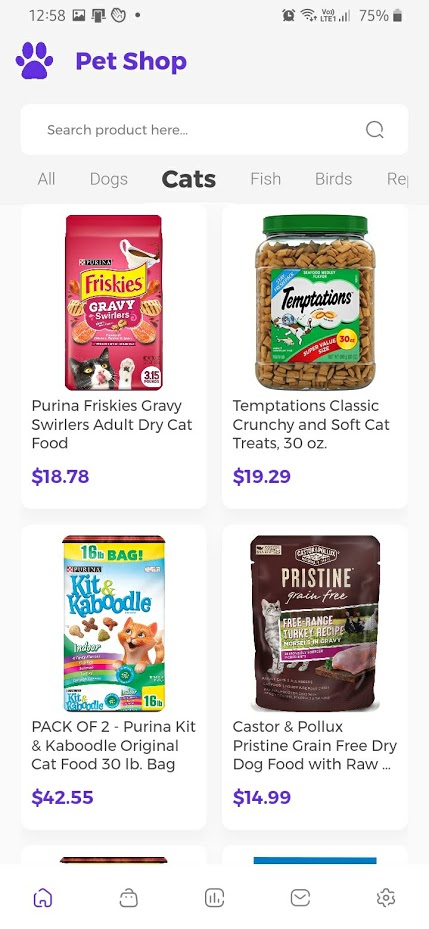 12:58
Vo))
LTE1
75%
Pet Shop
Search product here...
All Dogs Cats Fish Birds Rep
PURINA
Friskies
GRAVY
Swirlers
3.15
POUNDS
SEAFOOD MEDLEY
FLAVOR
Temptations
SUPER VALUE
SIZE
30oz
Purina Friskies Gravy
Swirlers Adult Dry Cat
Food
$18.78
Temptations Classic
Crunchy and Soft Cat
Treats, 30 oz.
$19.29
16lb BAG!
PURINA
Kit &
Kaboodle
Indoor
Kit &
Kaboodle
16lb
CASTOR & POLLUX
PRISTINE
grain free
FREE-RANGE
TURKEY RECIPE
MORSELS IN GRAVY
PACK OF 2 - Purina Kit
& Kaboodle Original
Cat Food 30 lb. Bag
$42.55
Castor & Pollux
Pristine Grain Free Dry
Dog Food with Raw ...
$14.99